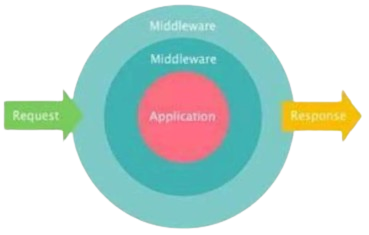 Middleware
Middleware
Request
Application
Response